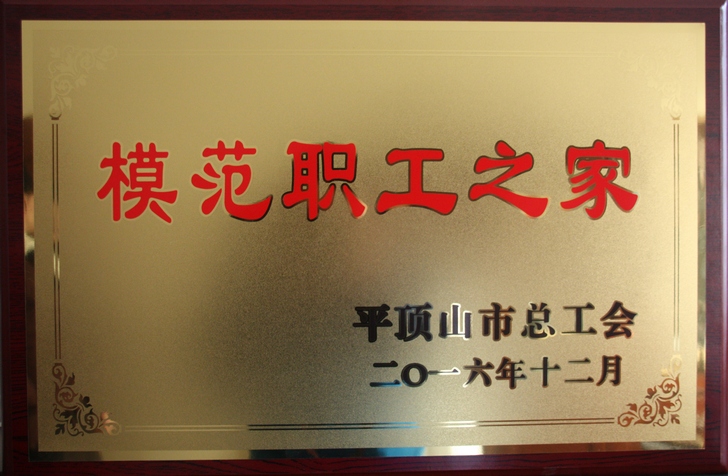 模范职工之家
平顶山市总工会
二〇一六年十二月